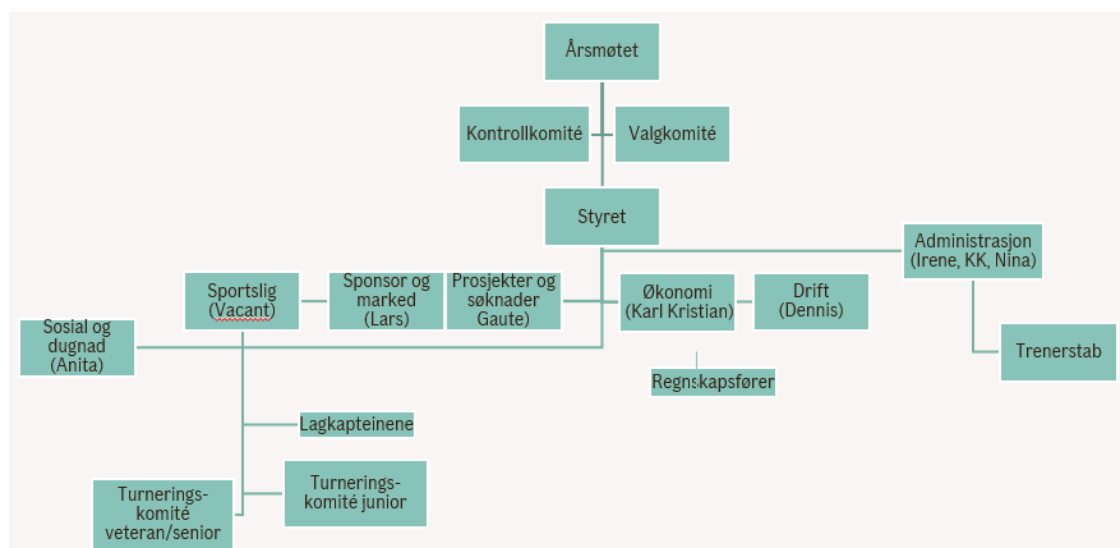 Årsmøtet
Kontrollkomité
Valgkomité
Styret
Administrasjon
(Irene, KK, Nina)
Sportslig
(Vacant)
Sponsor og
marked
(Lars)
Prosjekter og
søknader
Gaute
Økonomi
(Karl Kristian)
Drift
(Dennis)
Sosial og
dugnad
(Anita)
Trenerstab
Regnskapsfører
Lagkapteinene
Turnerings-
komité junior
Turnerings-
komité
veteran/senior